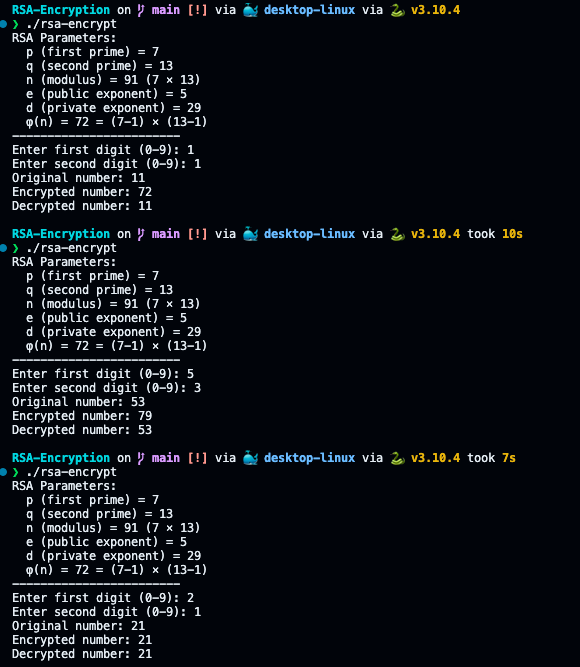 RSA-Encryption on main [!] via desktop-linux via v3.10.4
❯ ./rsa-encrypt
RSA Parameters:
  p (first prime) = 7
  q (second prime) = 13
  n (modulus) = 91 (7 × 13)
  e (public exponent) = 5
  d (private exponent) = 29
  φ(n) = 72 = (7-1) × (13-1)
------------------------
Enter first digit (0-9): 1
Enter second digit (0-9): 1
Original number: 11
Encrypted number: 72
Decrypted number: 11
RSA-Encryption on main [!] via desktop-linux via v3.10.4 took 10s
❯ ./rsa-encrypt
RSA Parameters:
  p (first prime) = 7
  q (second prime) = 13
  n (modulus) = 91 (7 × 13)
  e (public exponent) = 5
  d (private exponent) = 29
  φ(n) = 72 = (7-1) × (13-1)
------------------------
Enter first digit (0-9): 5
Enter second digit (0-9): 3
Original number: 53
Encrypted number: 79
Decrypted number: 53
RSA-Encryption on main [!] via desktop-linux via v3.10.4 took 7s
❯ ./rsa-encrypt
RSA Parameters:
  p (first prime) = 7
  q (second prime) = 13
  n (modulus) = 91 (7 × 13)
  e (public exponent) = 5
  d (private exponent) = 29
  φ(n) = 72 = (7-1) × (13-1)
------------------------
Enter first digit (0-9): 2
Enter second digit (0-9): 1
Original number: 21
Encrypted number: 21
Decrypted number: 21